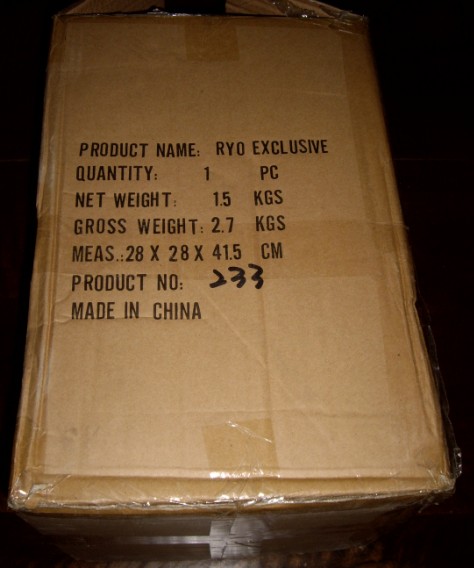 PRODUCT NAME: RYO EXCLUSIVE
QUANTITY: 1 PC
NET WEIGHT: 1.5 KGS
GROSS WEIGHT: 2.7 KGS
MEAS.:28 X 28 X 41.5 CM
PRODUCT NO: 233
MADE IN CHINA